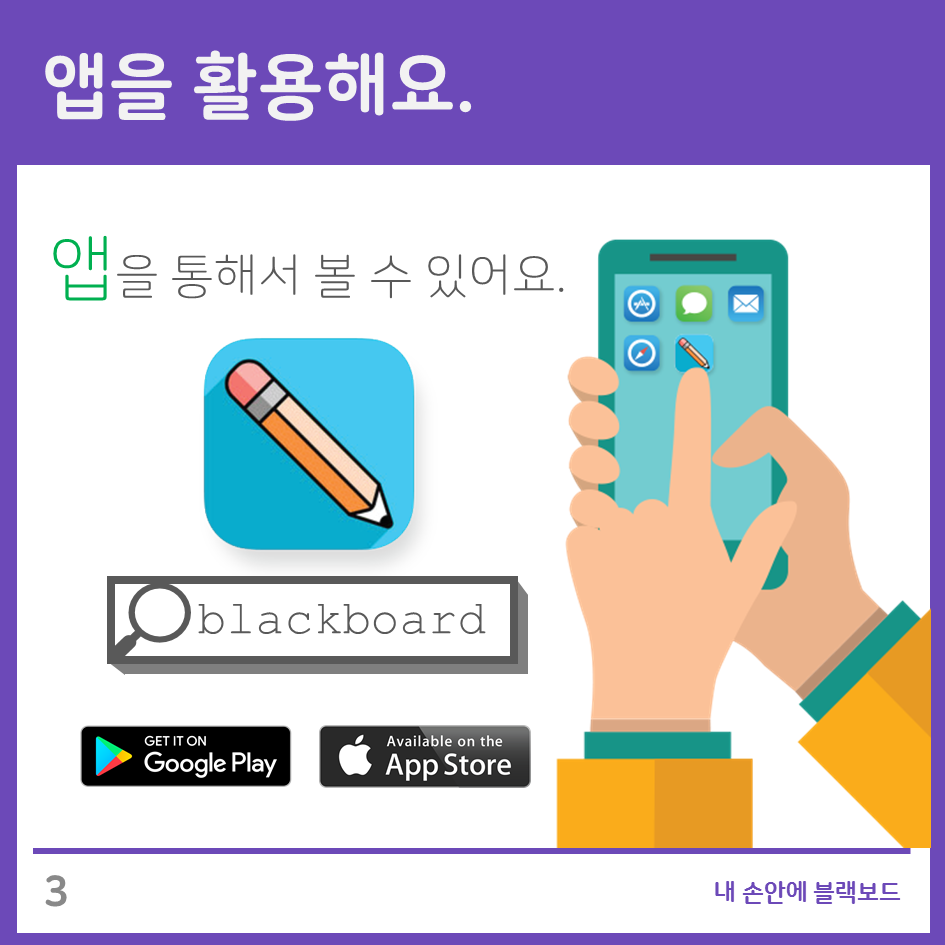 앱을 활용해요.
앱을 통해서 볼 수 있어요.
blackboard
GET IT ON
Google Play
Available on the
App Store
3
내 손안에 블랙보드